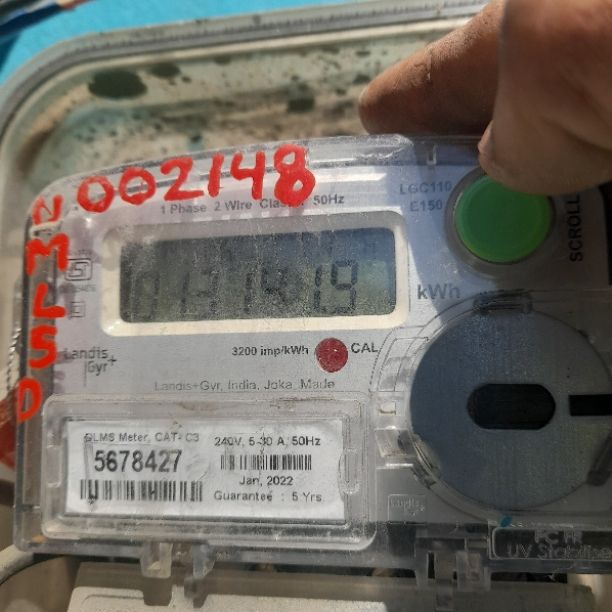 002148
NMLSD
1 Phase 2 Wire Class 50Hz
LGC110
E150
SCROLL
kWh
3200 imp/kWh
CAL
Landis
Gyr+
Landis+Gyr, India, Joka, Made
DLMS Meter, CAT- C3
5678427
240V, 5-30 A, 50Hz
Jan, 2022
Guarantee : 5 Yrs.
UV Stabilise